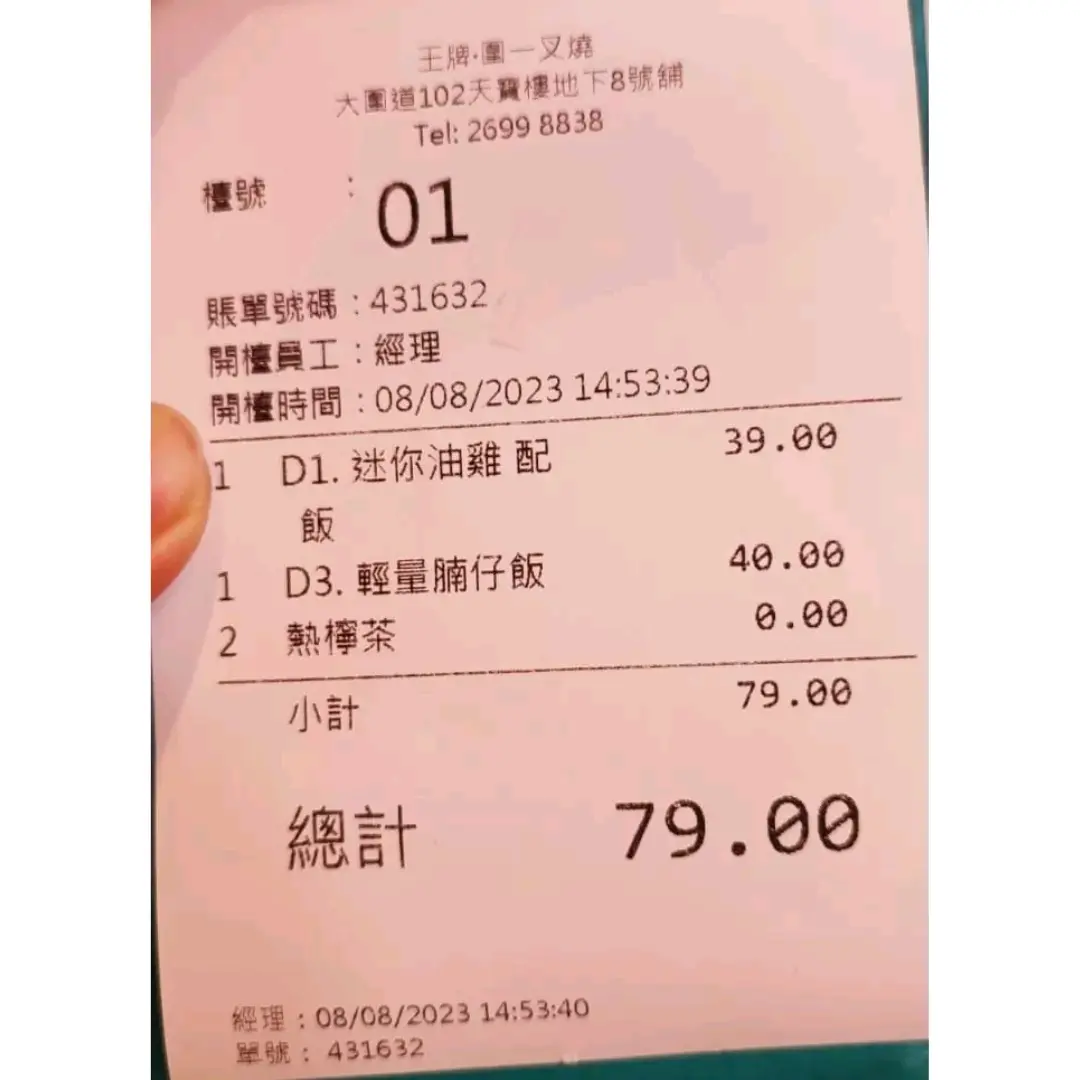 王牌·圍一叉燒
大圍道102天寶樓地下8號舖
Tel: 2699 8838
檯號 : 01
賬單號碼 : 431632
開檯員工 : 經理
開檯時間 : 08/08/2023 14:53:39
1 D1. 迷你油雞 配 39.00
飯
1 D3. 輕量腩仔飯 40.00
2 熱檸茶 0.00
小計 79.00
總計 79.00
經理 : 08/08/2023 14:53:40
單號 : 431632